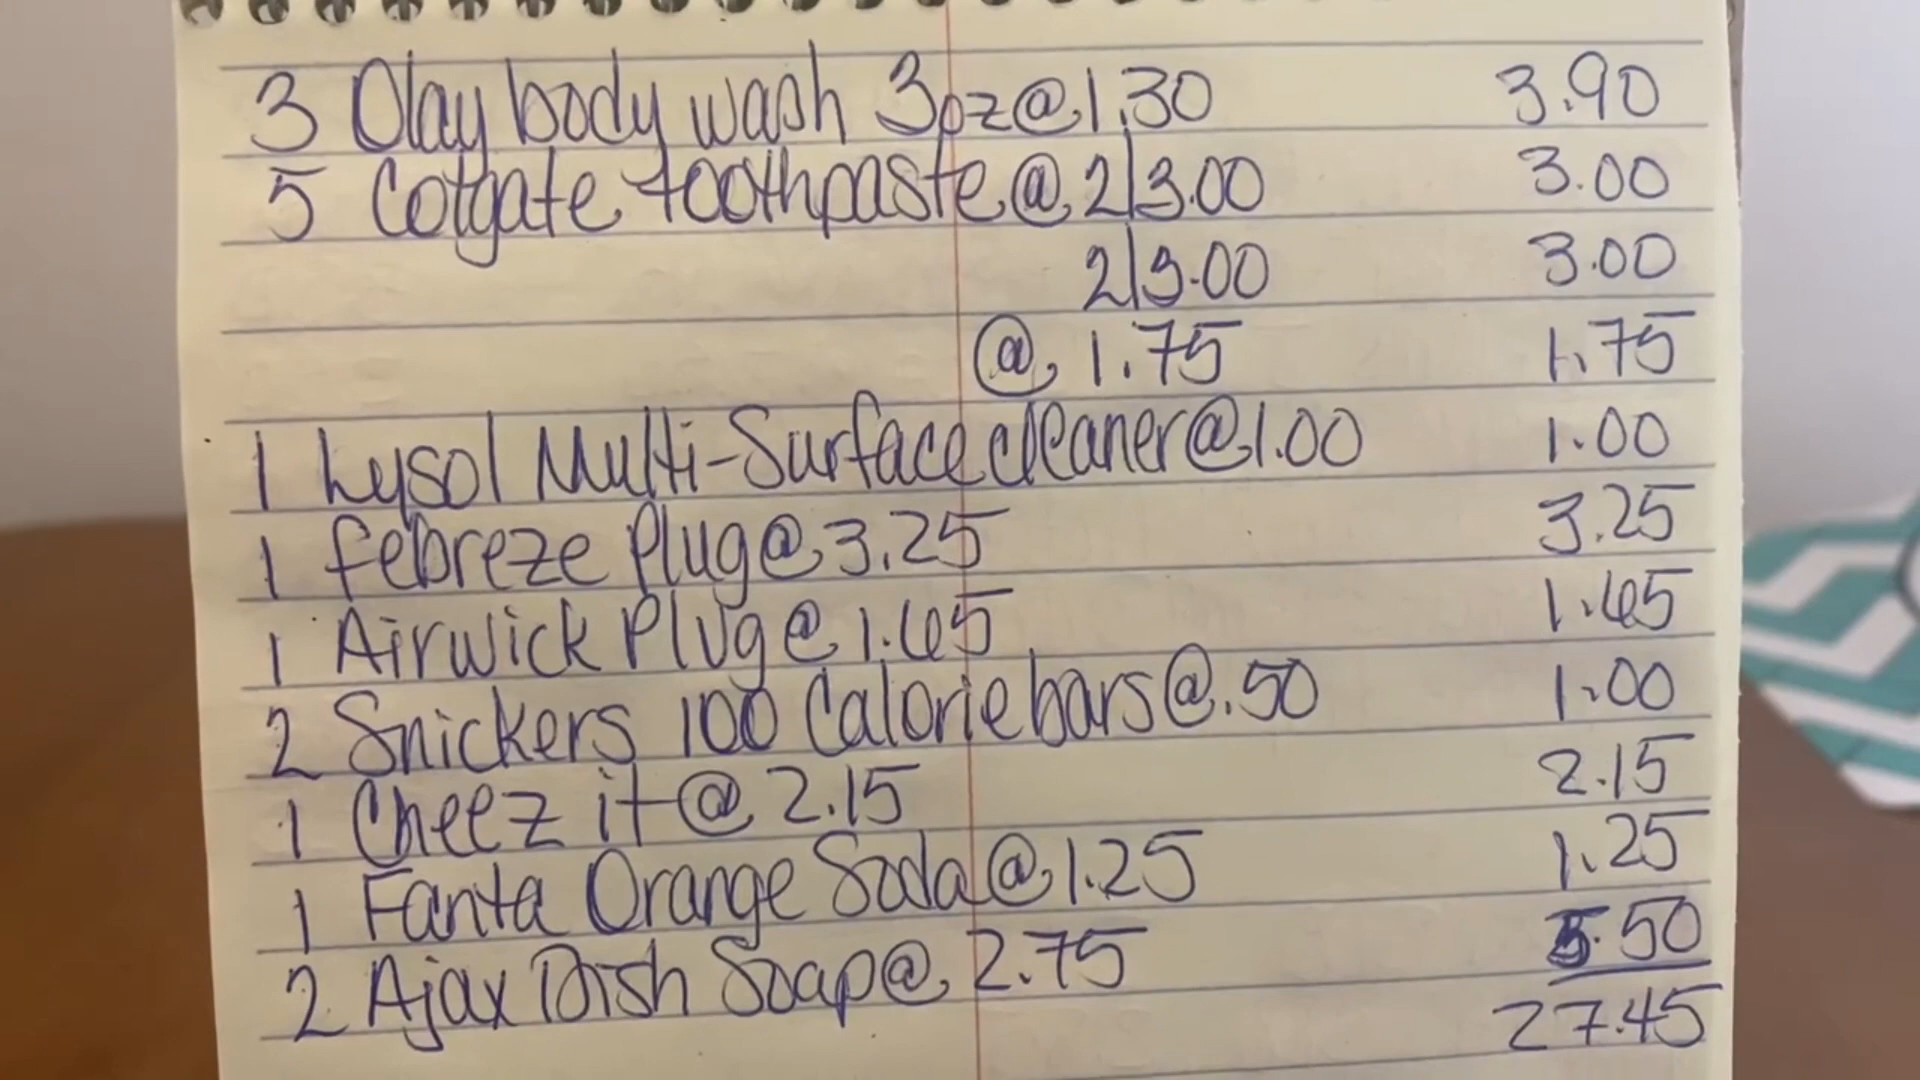 3 Olay body wash 3oz @ 1.30 3.90
5 Colgate toothpaste @ 2|3.00 3.00
2|3.00 3.00
@ 1.75 1.75
1 Lysol Multi-Surface cleaner @ 1.00 1.00
1 febreze Plug @ 3.25 3.25
1 Airwick Plug @ 1.65 1.65
2 Snickers 100 Calorie bars @ .50 1.00
1 Cheez it @ 2.15 2.15
1 Fanta Orange Soda @ 1.25 1.25
2 Ajax Dish Soap @ 2.75 5.50
27.45